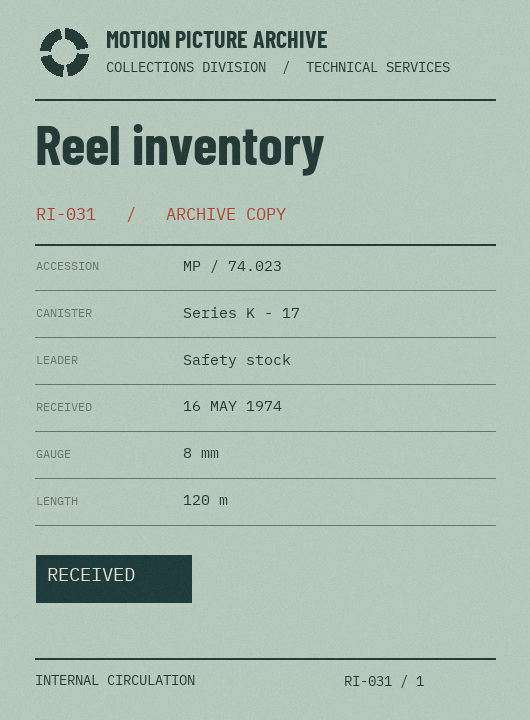 MOTION PICTURE ARCHIVE
COLLECTIONS DIVISION / TECHNICAL SERVICES
Reel inventory
RI-031 / ARCHIVE COPY
ACCESSION MP / 74.023
CANISTER Series K - 17
LEADER Safety stock
RECEIVED 16 MAY 1974
GAUGE 8 mm
LENGTH 120 m
RECEIVED
INTERNAL CIRCULATION RI-031 / 1